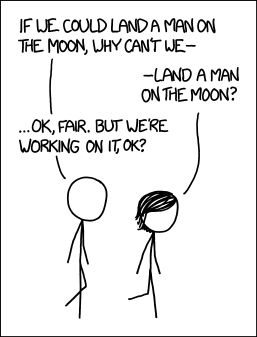 IF WE COULD LAND A MAN ON
THE MOON, WHY CAN'T WE—
—LAND A MAN
ON THE MOON?
...OK, FAIR. BUT WE'RE
WORKING ON IT, OK?